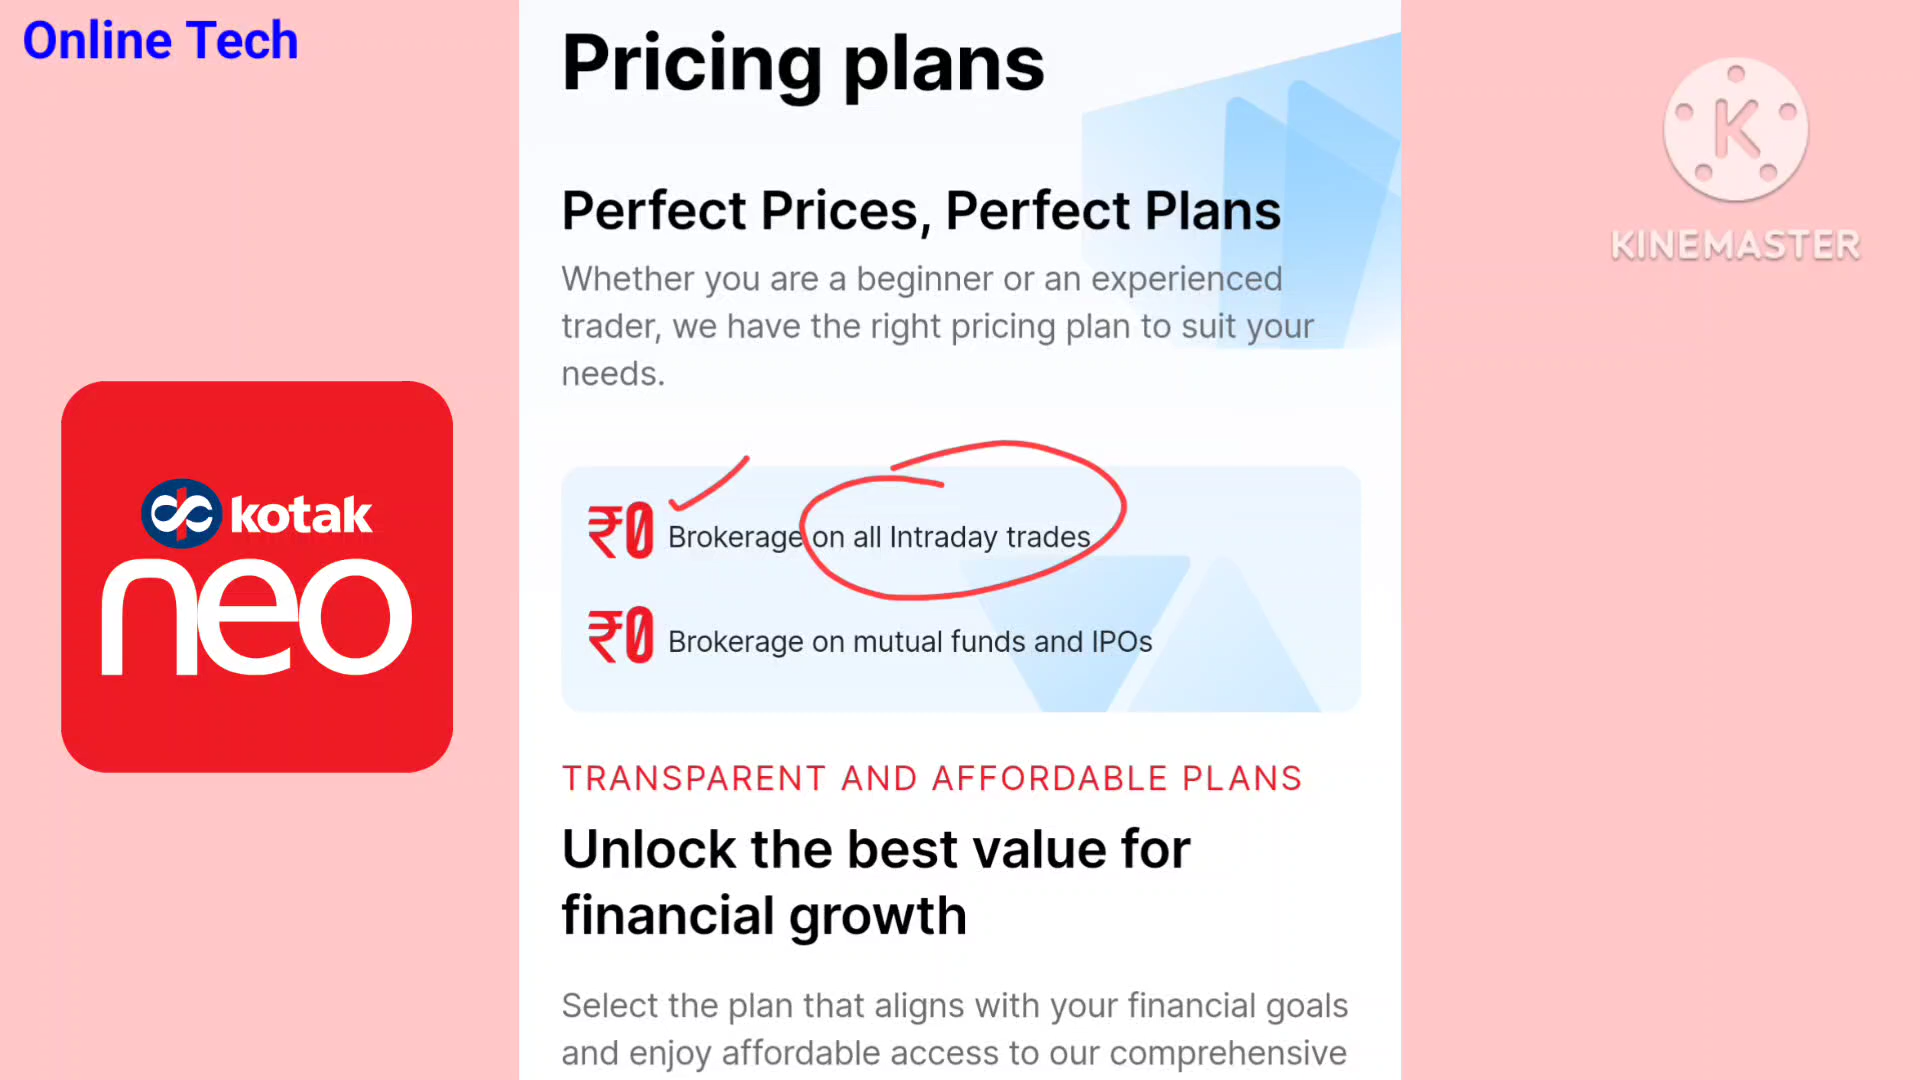 Online Tech
Pricing plans
Perfect Prices, Perfect Plans
Whether you are a beginner or an experienced
trader, we have the right pricing plan to suit your
needs.
₹0 Brokerage on all Intraday trades
₹0 Brokerage on mutual funds and IPOs
TRANSPARENT AND AFFORDABLE PLANS
Unlock the best value for
financial growth
Select the plan that aligns with your financial goals
and enjoy affordable access to our comprehensive
kotak
neo
K
KINEMASTER